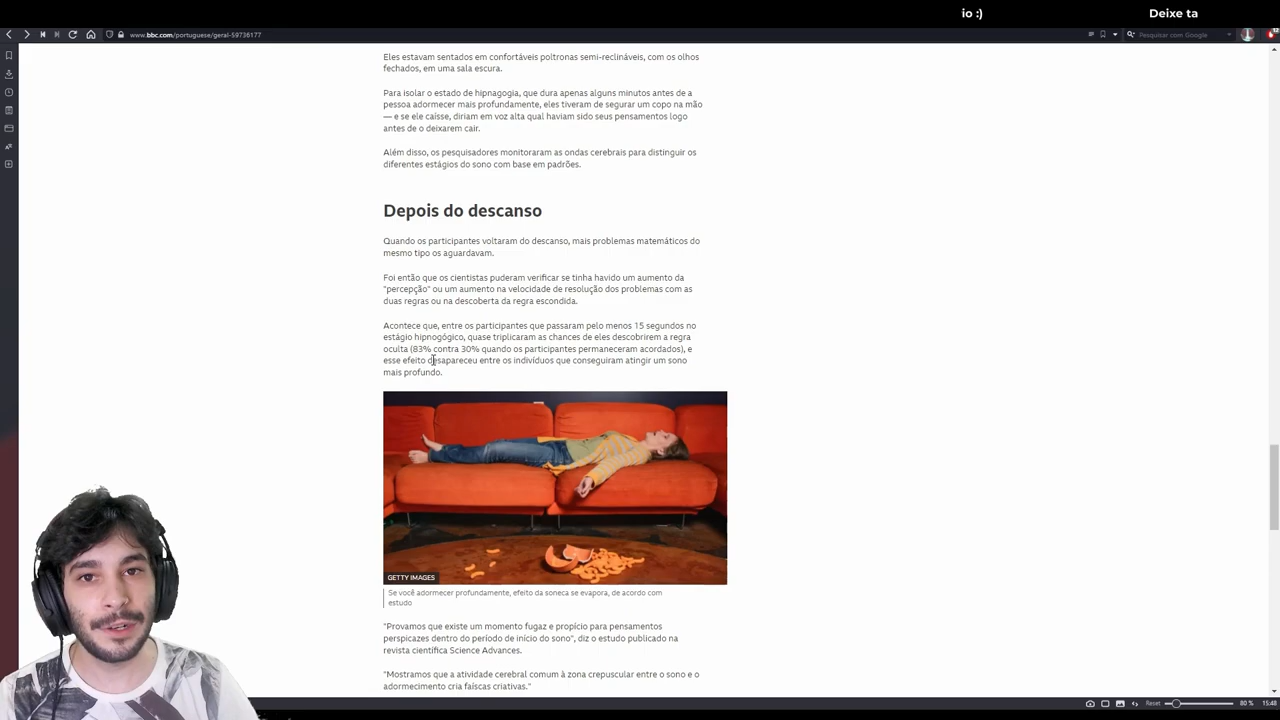 io :)
Deixe ta
www.bbc.com/portuguese/geral-59736177
Pesquisar com Google
Eles estavam sentados em confortáveis poltronas semi-reclináveis, com os olhos
fechados, em uma sala escura.
Para isolar o estado de hipnagogia, que dura apenas alguns minutos antes de a
pessoa adormecer mais profundamente, eles tiveram de segurar um copo na mão
— e se ele caísse, diriam em voz alta qual haviam sido seus pensamentos logo
antes de o deixarem cair.
Além disso, os pesquisadores monitoraram as ondas cerebrais para distinguir os
diferentes estágios do sono com base em padrões.
Depois do descanso
Quando os participantes voltaram do descanso, mais problemas matemáticos do
mesmo tipo os aguardavam.
Foi então que os cientistas puderam verificar se tinha havido um aumento da
"percepção" ou um aumento na velocidade de resolução dos problemas com as
duas regras ou na descoberta da regra escondida.
Acontece que, entre os participantes que passaram pelo menos 15 segundos no
estágio hipnogógico, quase triplicaram as chances de eles descobrirem a regra
oculta (83% contra 30% quando os participantes permaneceram acordados), e
esse efeito desapareceu entre os indivíduos que conseguiram atingir um sono
mais profundo.
GETTY IMAGES
Se você adormecer profundamente, efeito da soneca se evapora, de acordo com
estudo
"Provamos que existe um momento fugaz e propício para pensamentos
perspicazes dentro do período de início do sono", diz o estudo publicado na
revista científica Science Advances.
"Mostramos que a atividade cerebral comum à zona crepuscular entre o sono e o
adormecimento cria faíscas criativas."
Reset
80 %
15:48